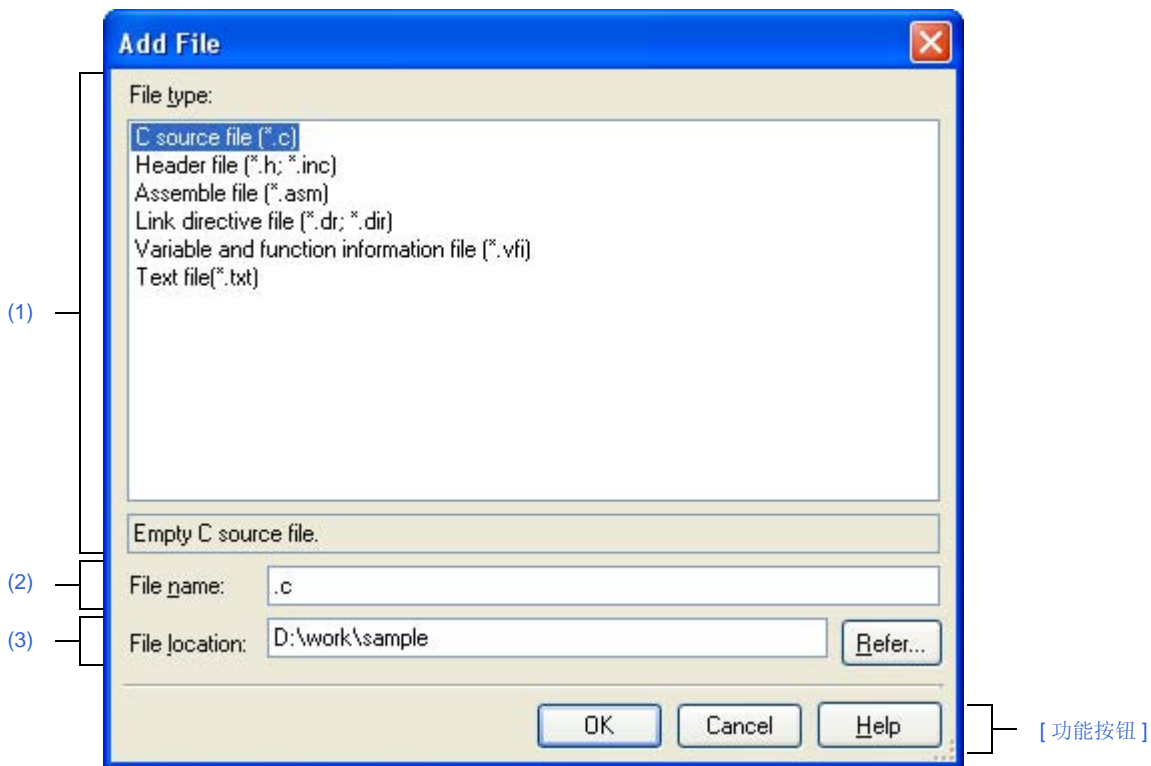 Add File
File type:
C source file (*.c)
Header file (*.h; *.inc)
Assemble file (*.asm)
Link directive file (*.dr; *.dir)
Variable and function information file (*.vfi)
Text file(*.txt)
(1)
Empty C source file.
(2)
File name:
.c
(3)
File location:
D:\work\sample
Refer...
OK
Cancel
Help
[ 功能按钮 ]